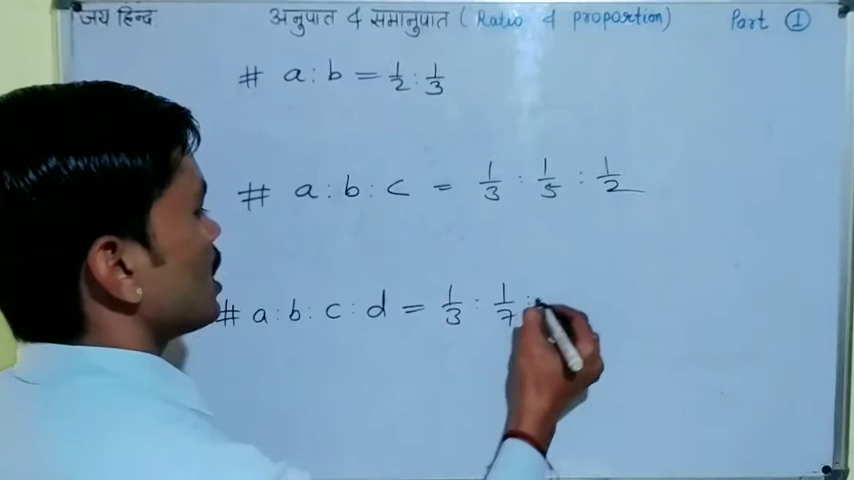 जय हिन्द अनुपात & समानुपात ( Ratio & proportion) Part ①
# a : b = 1/2 : 1/3
# a : b : c = 1/3 : 1/5 : 1/2
# a : b : c : d = 1/3 : 1/7 :